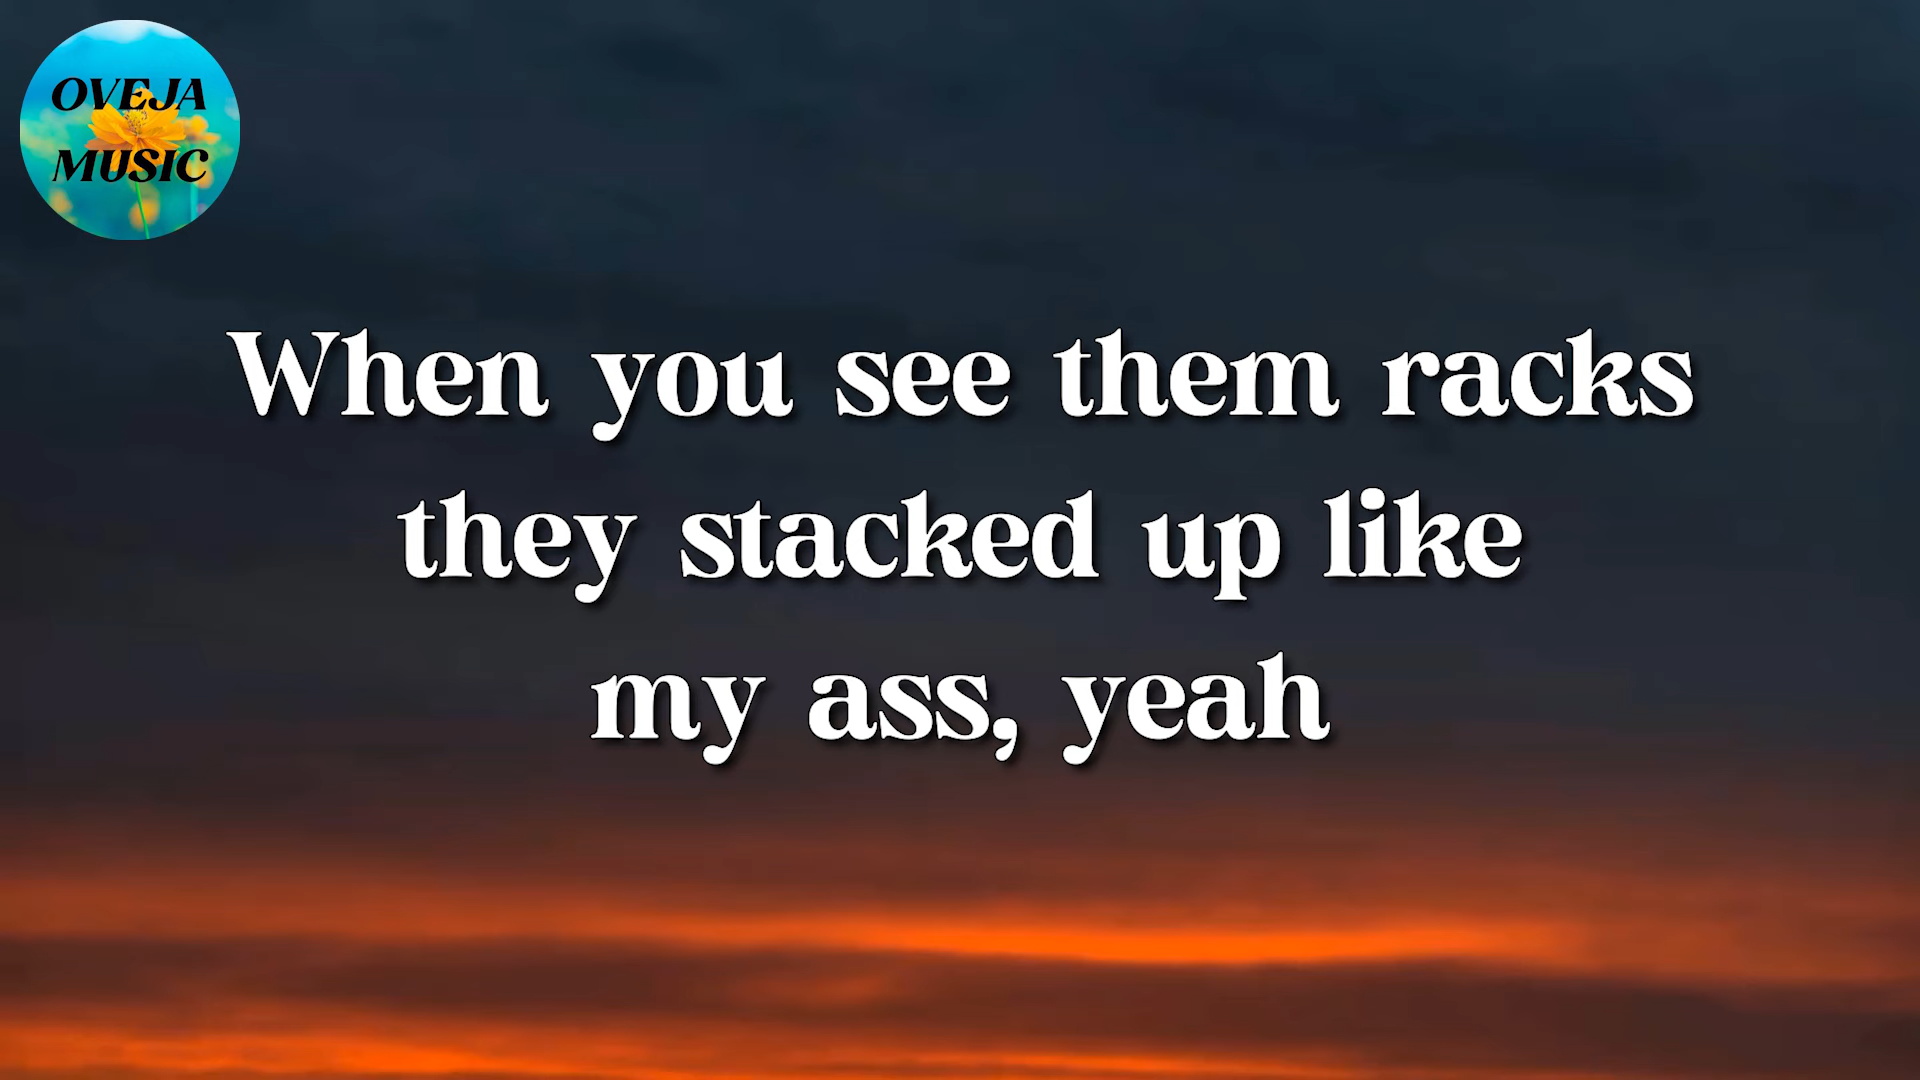 OVEJA
MUSIC
When you see them racks
they stacked up like
my ass, yeah